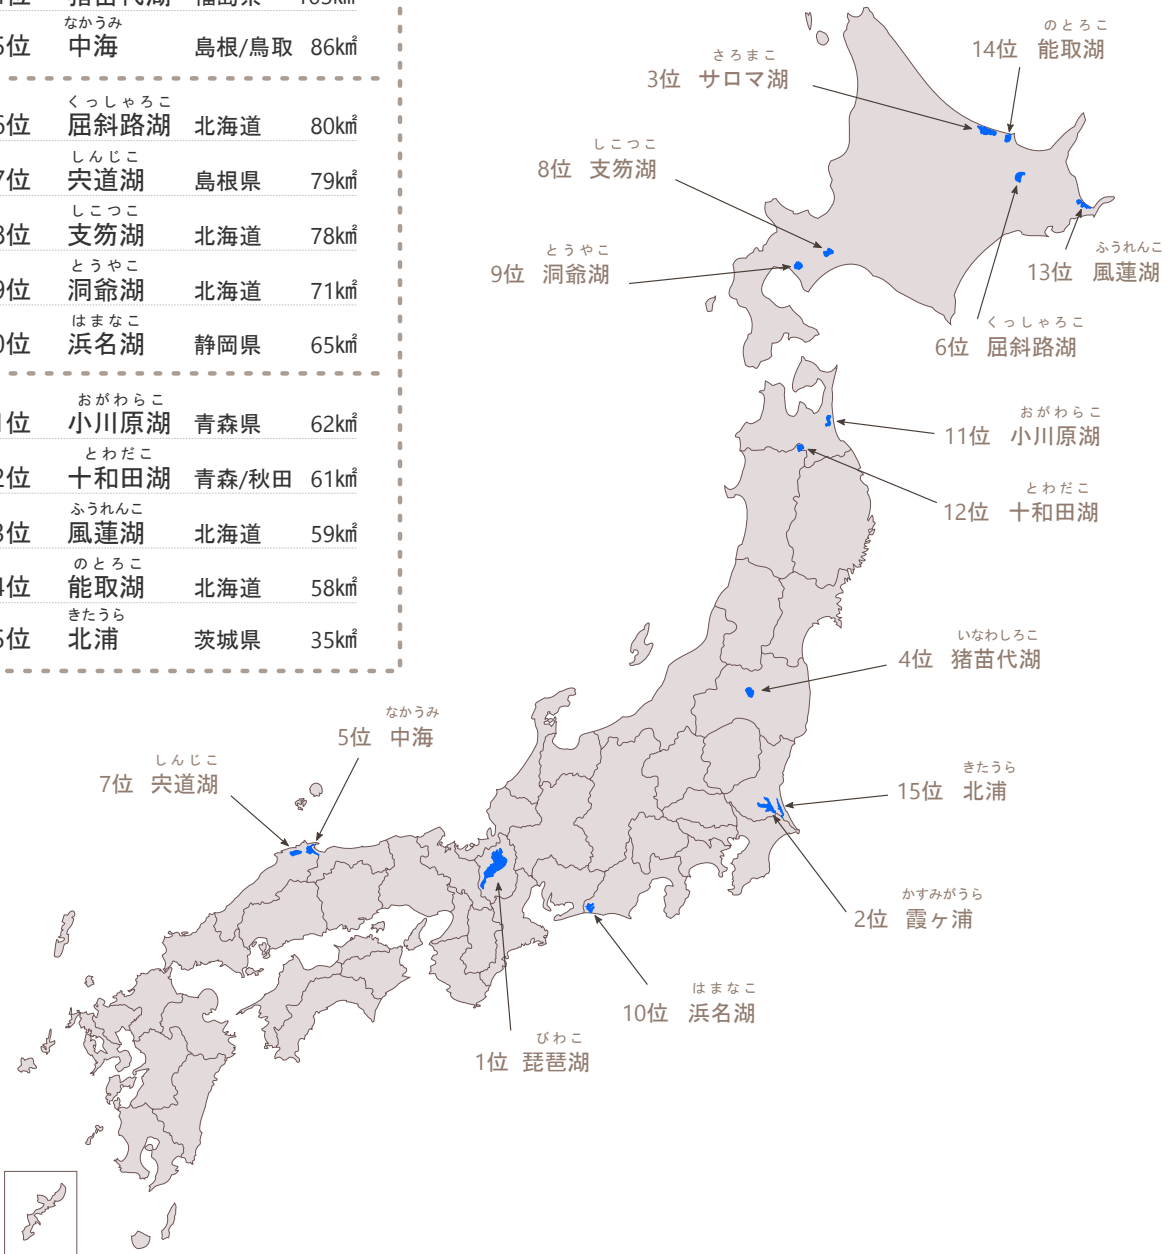 猪苗代湖 福島県 103㎢
なかうみ
5位 中海 島根/鳥取 86㎢
くっしゃろこ
6位 屈斜路湖 北海道 80㎢
しんじこ
7位 宍道湖 島根県 79㎢
しこつこ
8位 支笏湖 北海道 78㎢
とうやこ
9位 洞爺湖 北海道 71㎢
はまなこ
0位 浜名湖 静岡県 65㎢
おがわらこ
1位 小川原湖 青森県 62㎢
とわだこ
2位 十和田湖 青森/秋田 61㎢
ふうれんこ
3位 風蓮湖 北海道 59㎢
のとろこ
4位 能取湖 北海道 58㎢
きたうら
5位 北浦 茨城県 35㎢
のとろこ
14位 能取湖
さろまこ
3位 サロマ湖
しこつこ
8位 支笏湖
とうやこ
9位 洞爺湖
ふうれんこ
13位 風蓮湖
くっしゃろこ
6位 屈斜路湖
おがわらこ
11位 小川原湖
とわだこ
12位 十和田湖
いなわしろこ
4位 猪苗代湖
なかうみ
5位 中海
しんじこ
7位 宍道湖
きたうら
15位 北浦
かすみがうら
2位 霞ヶ浦
はまなこ
10位 浜名湖
びわこ
1位 琵琶湖